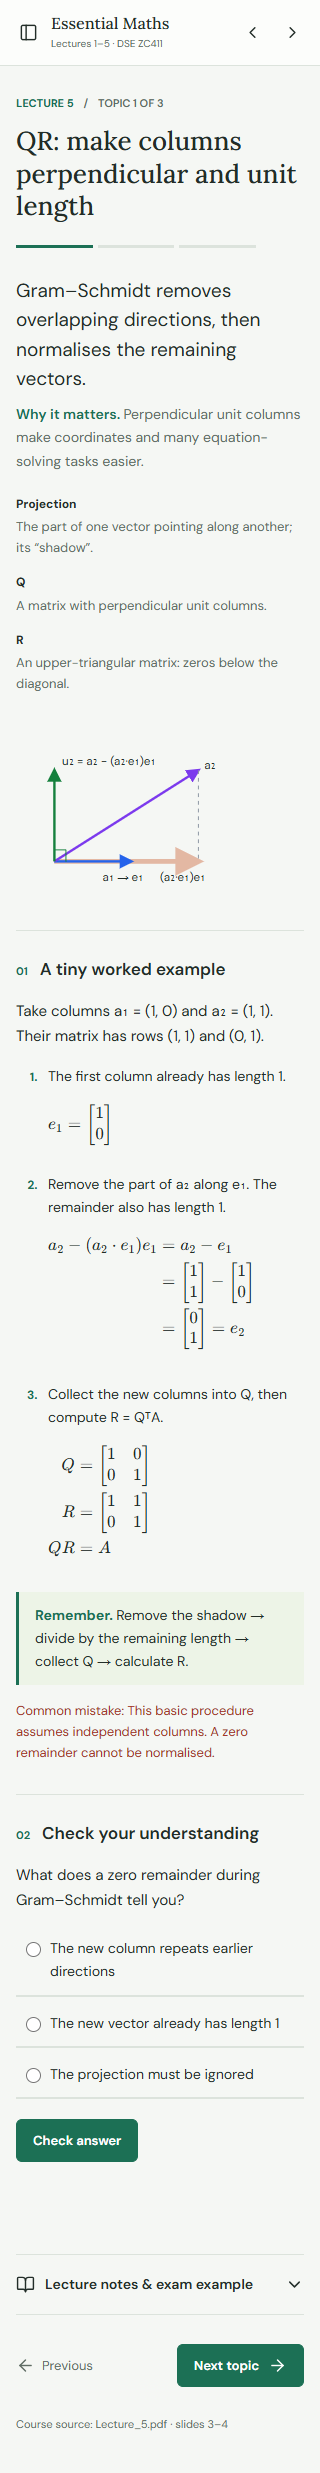 Essential Maths
Lectures 1–5 · DSE ZC411
LECTURE 5 / TOPIC 1 OF 3
QR: make columns
perpendicular and unit
length
Gram–Schmidt removes
overlapping directions, then
normalises the remaining
vectors.
Why it matters. Perpendicular unit columns
make coordinates and many equation-
solving tasks easier.
Projection
The part of one vector pointing along another;
its “shadow”.
Q
A matrix with perpendicular unit columns.
R
An upper-triangular matrix: zeros below the
diagonal.
u₂ = a₂ − (a₂·e₁)e₁
a₂
a₁ → e₁ (a₂·e₁)e₁
01 A tiny worked example
Take columns a₁ = (1, 0) and a₂ = (1, 1).
Their matrix has rows (1, 1) and (0, 1).
1. The first column already has length 1.
e₁ = [1
0]
2. Remove the part of a₂ along e₁. The
remainder also has length 1.
a₂ − (a₂ · e₁)e₁ = a₂ − e₁
= [1
1] − [1
0]
= [0
1] = e₂
3. Collect the new columns into Q, then
compute R = QᵀA.
Q = [1 0
0 1]
R = [1 1
0 1]
QR = A
Remember. Remove the shadow →
divide by the remaining length →
collect Q → calculate R.
Common mistake: This basic procedure
assumes independent columns. A zero
remainder cannot be normalised.
02 Check your understanding
What does a zero remainder during
Gram–Schmidt tell you?
The new column repeats earlier
directions
The new vector already has length 1
The projection must be ignored
Check answer
Lecture notes & exam example
← Previous
Next topic →
Course source: Lecture_5.pdf · slides 3–4